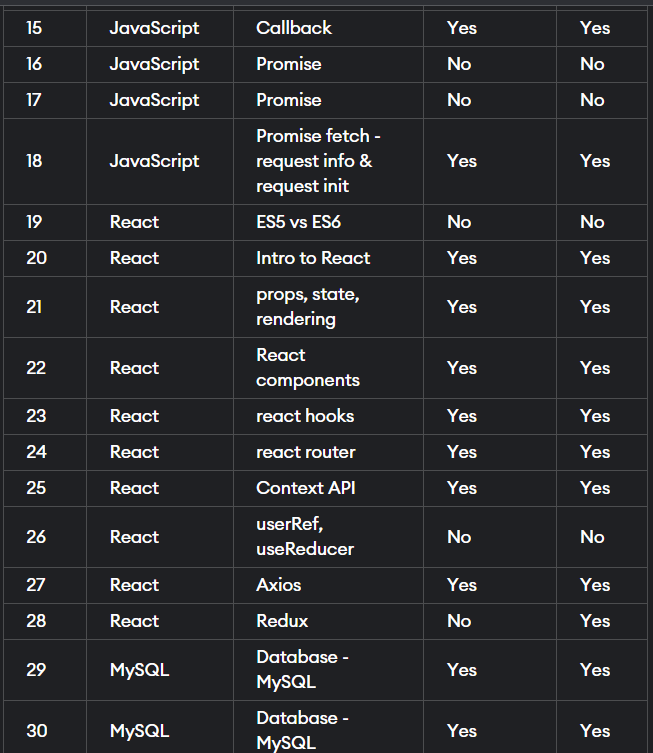 15 JavaScript Callback Yes Yes
16 JavaScript Promise No No
17 JavaScript Promise No No
18 JavaScript Promise fetch -
request info &
request init Yes Yes
19 React ES5 vs ES6 No No
20 React Intro to React Yes Yes
21 React props, state,
rendering Yes Yes
22 React React
components Yes Yes
23 React react hooks Yes Yes
24 React react router Yes Yes
25 React Context API Yes Yes
26 React userRef,
useReducer No No
27 React Axios Yes Yes
28 React Redux No Yes
29 MySQL Database -
MySQL Yes Yes
30 MySQL Database -
MySQL Yes Yes